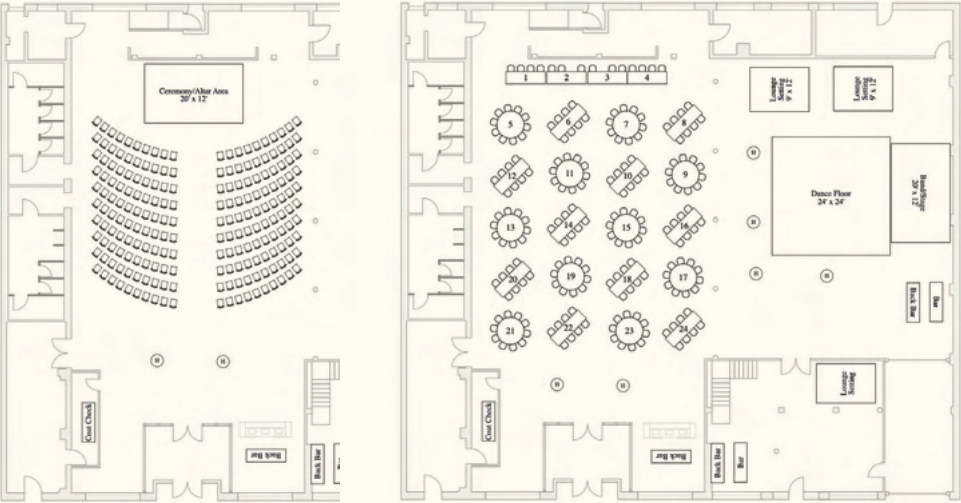 Ceremony/Altar Area
20' x 12'
H
H
Coat Check
Back Bar
Back Bar
1
2
3
4
5
6
7
8
12
11
10
9
13
14
15
16
20
19
18
17
21
22
23
24
Lounge
Setting
9' x 12'
Lounge
Setting
9' x 12'
H
Dance Floor
24' x 24'
Band/Stage
20' x 12'
H
H
H
Back Bar
Bar
H
H
Lounge
Setting
Coat Check
Back Bar
Back Bar
Bar